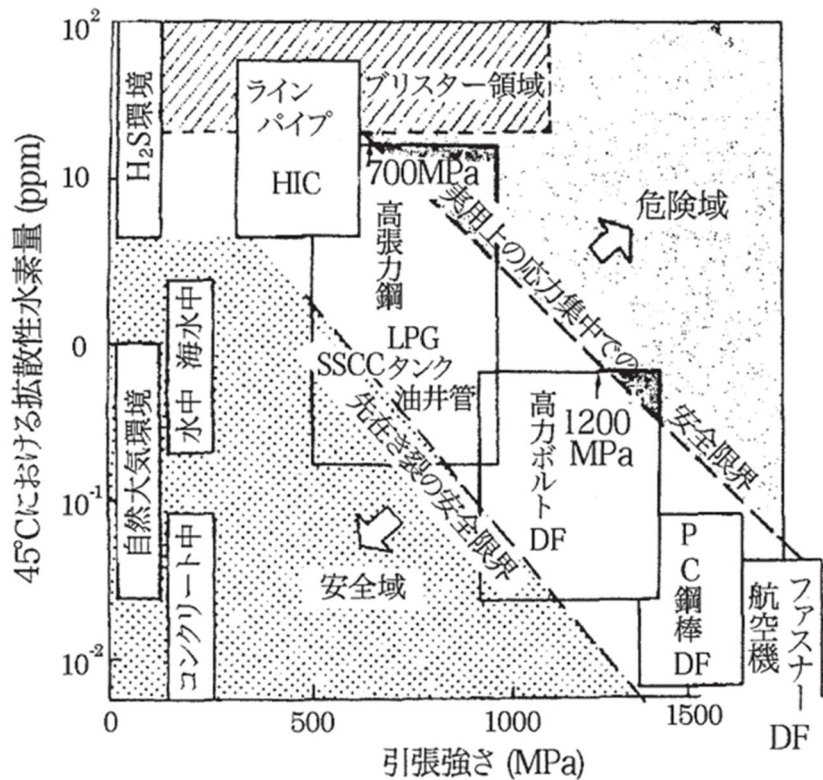 45℃における拡散性水素量 (ppm)
10²
10
0
10⁻¹
10⁻²
H₂S環境
自然大気環境
海水中
水中
コンクリート中
ライン
パイプ
HIC
ブリスター領域
700MPa
高張力鋼
LPG
SSCCタンク
油井管
実用上の応力集中での
安全限界
危険域
先在き裂の安全限界
安全域
1200
MPa
高力ボルト
DF
PC鋼棒
DF
航空機
ファスナー
DF
0
500
1000
1500
引張強さ (MPa)